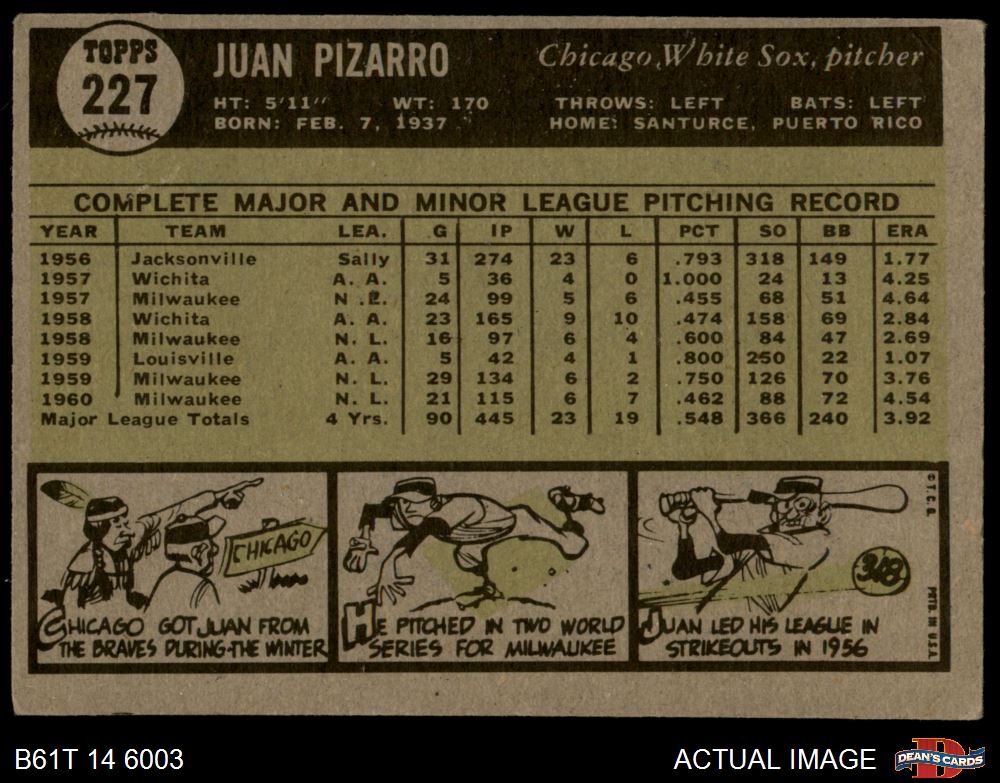 TOPPS
227
JUAN PIZARRO
Chicago White Sox, pitcher
HT: 5'11" WT: 170 THROWS: LEFT BATS: LEFT
BORN: FEB. 7, 1937 HOME: SANTURCE, PUERTO RICO
COMPLETE MAJOR AND MINOR LEAGUE PITCHING RECORD
YEAR TEAM LEA. G IP W L PCT SO BB ERA
1956 Jacksonville Sally 31 274 23 6 .793 318 149 1.77
1957 Wichita A. A. 5 36 4 0 1.000 24 13 4.25
1957 Milwaukee N. L. 24 99 5 6 .455 68 51 4.64
1958 Wichita A. A. 23 165 9 10 .474 158 69 2.84
1958 Milwaukee N. L. 16 97 6 4 .600 84 47 2.69
1959 Louisville A. A. 5 42 4 1 .800 250 22 1.07
1959 Milwaukee N. L. 29 134 6 2 .750 126 70 3.76
1960 Milwaukee N. L. 21 115 6 7 .462 88 72 4.54
Major League Totals 4 Yrs. 90 445 23 19 .548 366 240 3.92
CHICAGO
CHICAGO GOT JUAN FROM
THE BRAVES DURING THE WINTER
HE PITCHED IN TWO WORLD
SERIES FOR MILWAUKEE
318
JUAN LED HIS LEAGUE IN
STRIKEOUTS IN 1956
© T. C. G.
PRTD. IN U.S.A.
B61T 14 6003
ACTUAL IMAGE
D
DEAN'S CARDS